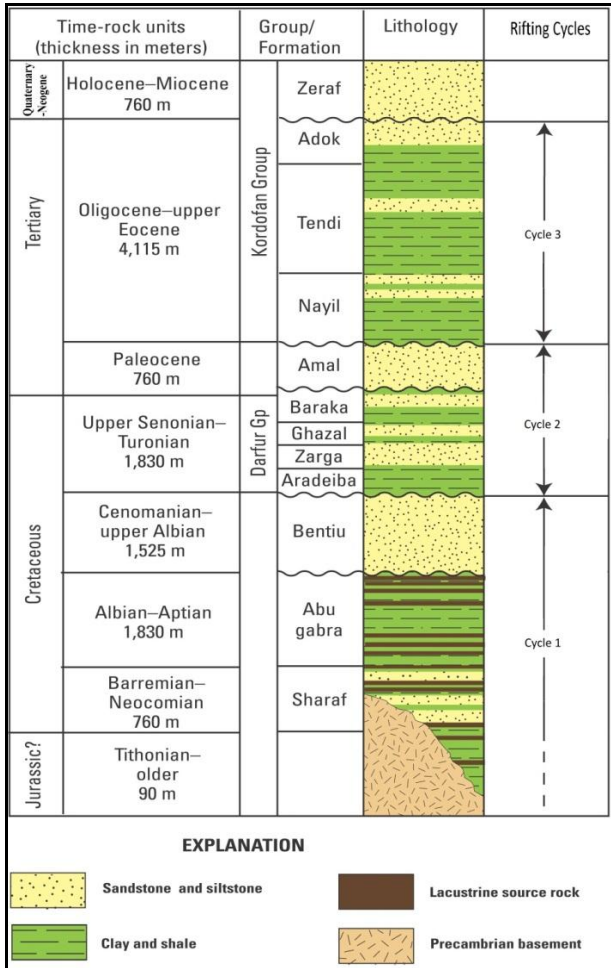 Time-rock units
(thickness in meters)
Group/
Formation
Lithology
Rifting Cycles
Quaternary
-Neogene
Holocene–Miocene
760 m
Zeraf
Tertiary
Oligocene–upper
Eocene
4,115 m
Kordofan Group
Adok
Tendi
Nayil
Cycle 3
Paleocene
760 m
Amal
Cretaceous
Upper Senonian–
Turonian
1,830 m
Darfur Gp
Baraka
Ghazal
Zarga
Aradeiba
Cycle 2
Cenomanian–
upper Albian
1,525 m
Bentiu
Albian–Aptian
1,830 m
Abu
gabra
Cycle 1
Barremian–
Neocomian
760 m
Sharaf
Jurassic?
Tithonian–
older
90 m
EXPLANATION
Sandstone and siltstone
Lacustrine source rock
Clay and shale
Precambrian basement